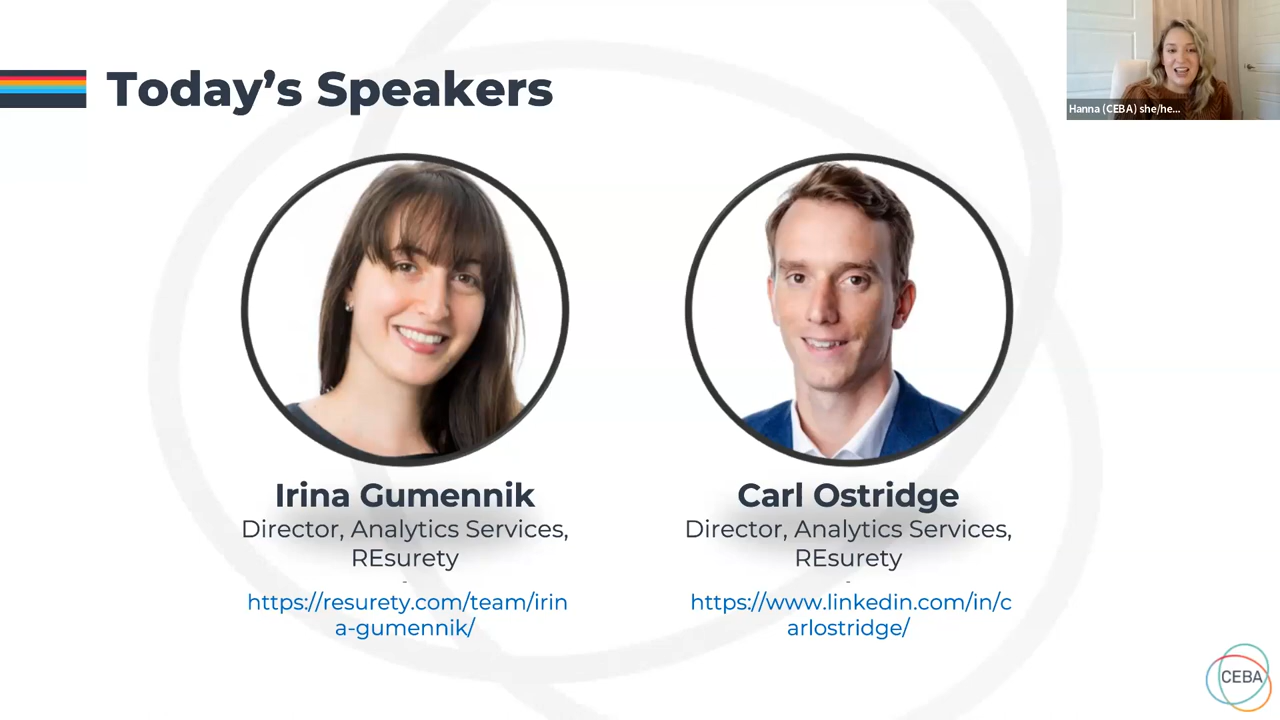 Today's Speakers
Hanna (CEBA) she/he...
Irina Gumennik
Director, Analytics Services,
REsurety
-
https://resurety.com/team/irin
a-gumennik/
Carl Ostridge
Director, Analytics Services,
REsurety
-
https://www.linkedin.com/in/c
arlostridge/
CEBA